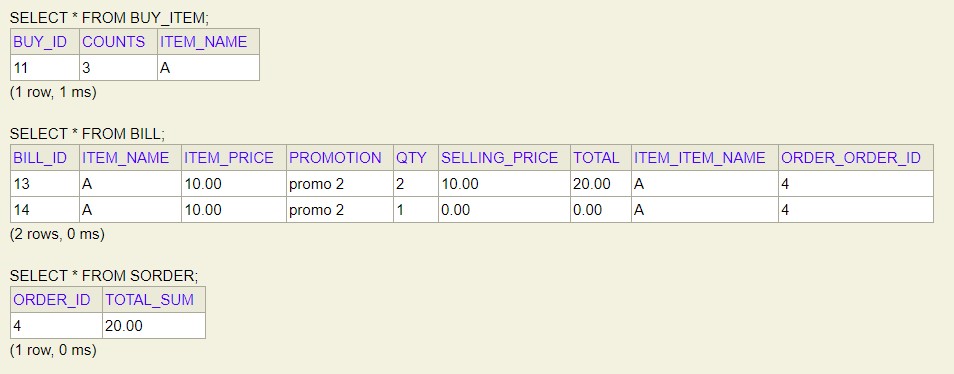 SELECT * FROM BUY_ITEM;
BUY_ID COUNTS ITEM_NAME
11 3 A
(1 row, 1 ms)
SELECT * FROM BILL;
BILL_ID ITEM_NAME ITEM_PRICE PROMOTION QTY SELLING_PRICE TOTAL ITEM_ITEM_NAME ORDER_ORDER_ID
13 A 10.00 promo 2 2 10.00 20.00 A 4
14 A 10.00 promo 2 1 0.00 0.00 A 4
(2 rows, 0 ms)
SELECT * FROM SORDER;
ORDER_ID TOTAL_SUM
4 20.00
(1 row, 0 ms)